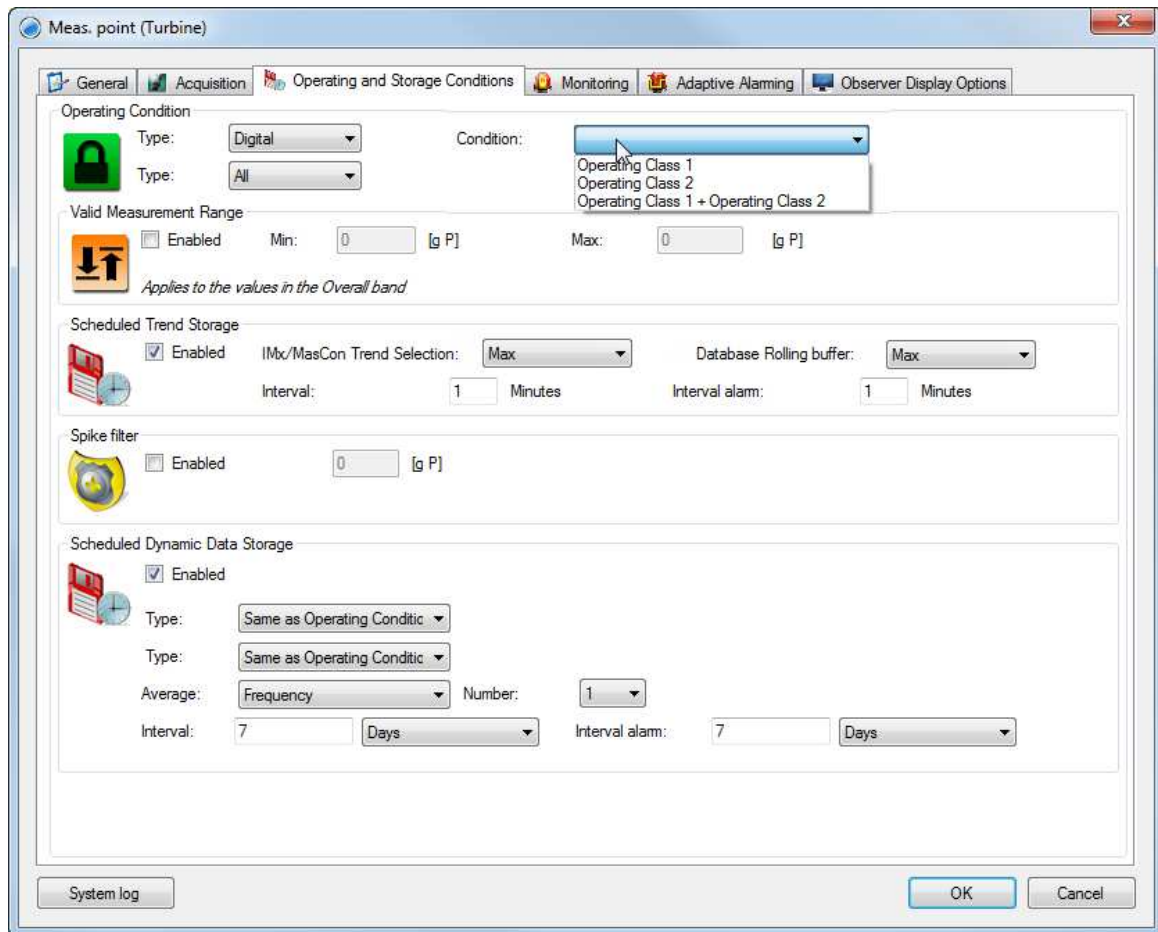 Meas. point (Turbine)
General Acquisition Operating and Storage Conditions Monitoring Adaptive Alarming Observer Display Options
Operating Condition
Type: Digital Condition:
Type: All
Operating Class 1
Operating Class 2
Operating Class 1 + Operating Class 2
Valid Measurement Range
Enabled Min: 0 [g P] Max: 0 [g P]
Applies to the values in the Overall band
Scheduled Trend Storage
Enabled IMx/MasCon Trend Selection: Max Database Rolling buffer: Max
Interval: 1 Minutes Interval alarm: 1 Minutes
Spike filter
Enabled 0 [g P]
Scheduled Dynamic Data Storage
Enabled
Type: Same as Operating Conditic
Type: Same as Operating Conditic
Average: Frequency Number: 1
Interval: 7 Days Interval alarm: 7 Days
System log OK Cancel